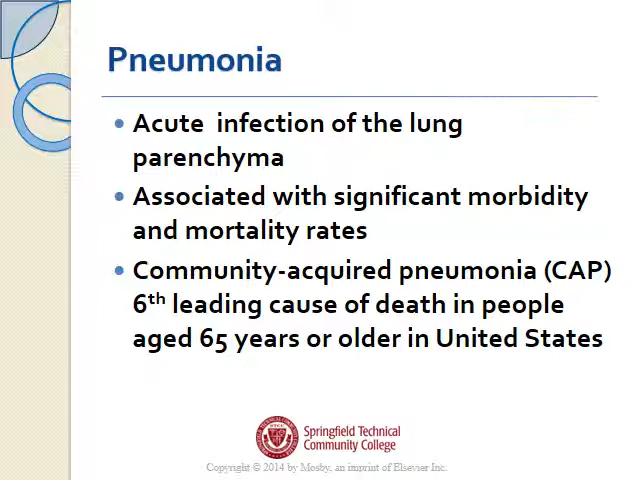 Pneumonia
• Acute infection of the lung
parenchyma
• Associated with significant morbidity
and mortality rates
• Community-acquired pneumonia (CAP)
6th leading cause of death in people
aged 65 years or older in United States
Springfield Technical
Community College
Copyright © 2014 by Mosby, an imprint of Elsevier Inc.